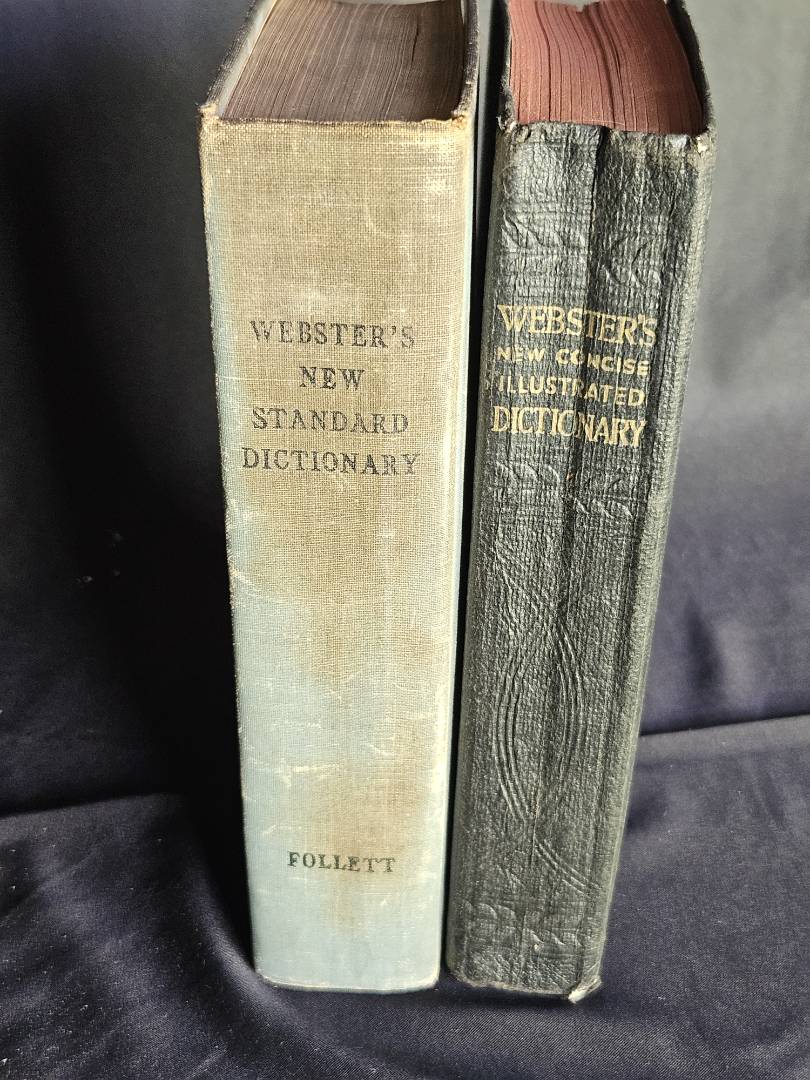 WEBSTER'S
NEW
STANDARD
DICTIONARY
FOLLETT
WEBSTER'S
NEW CONCISE
ILLUSTRATED
DICTIONARY